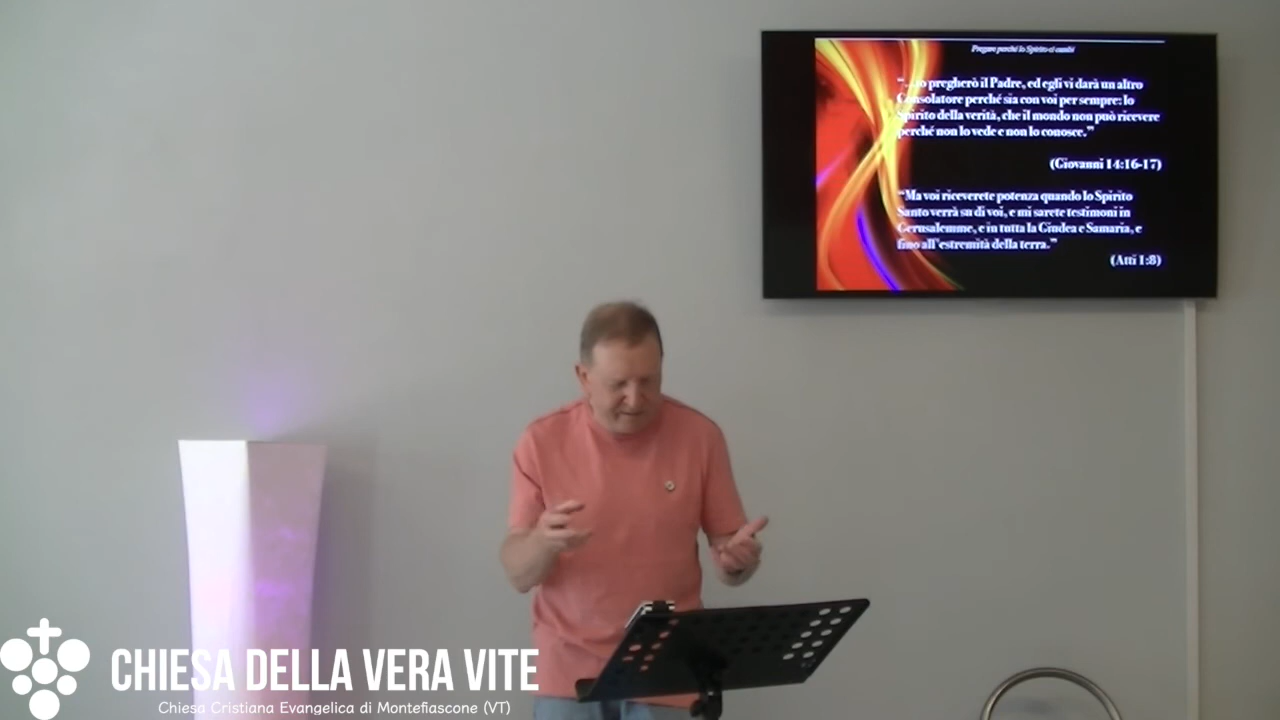 Pregare perché lo Spirito ci cambi
“...io pregherò il Padre, ed egli vi darà un altro
Consolatore perché sia con voi per sempre: lo
Spirito della verità, che il mondo non può ricevere
perché non lo vede e non lo conosce.”
(Giovanni 14:16-17)
“Ma voi riceverete potenza quando lo Spirito
Santo verrà su di voi, e mi sarete testimoni in
Gerusalemme, e in tutta la Giudea e Samaria, e
fino all'estremità della terra.”
(Atti 1:8)
CHIESA DELLA VERA VITE
Chiesa Cristiana Evangelica di Montefiascone (VT)